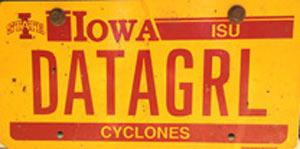 STATE
IOWA
ISU
DATAGRL
CYCLONES